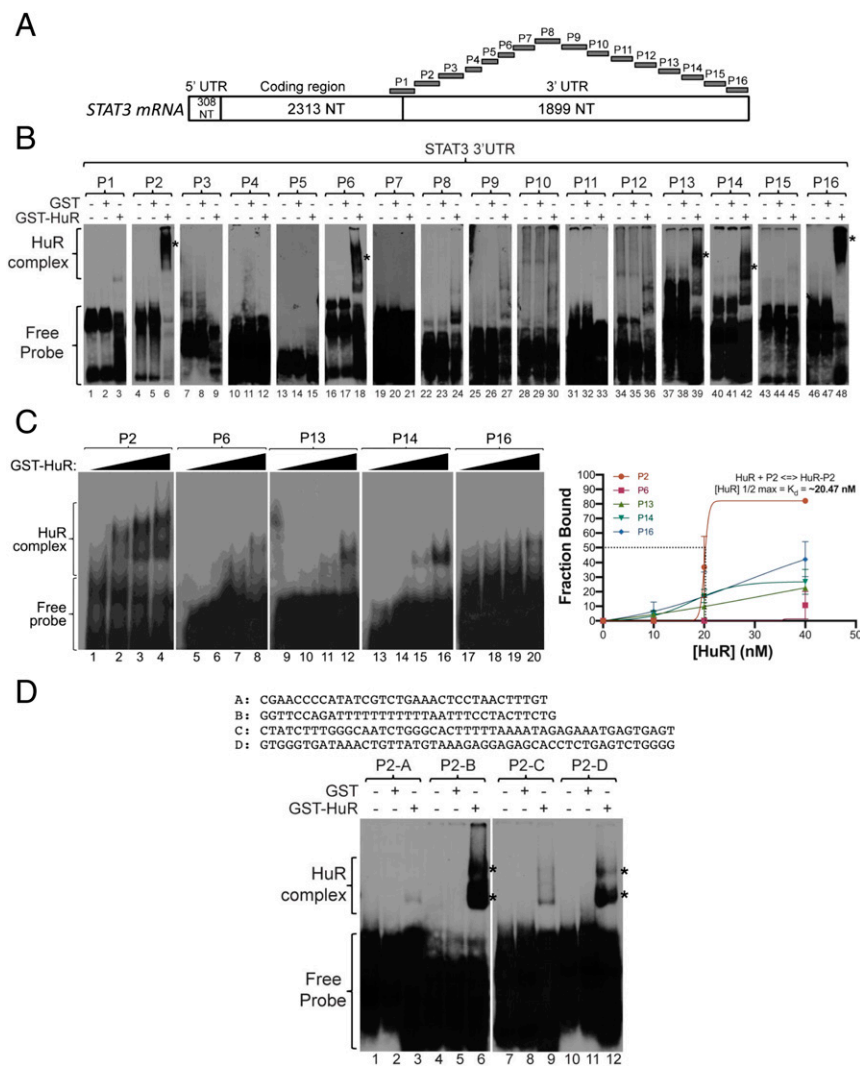 A
P1 P2 P3 P4 P5 P6 P7 P8 P9 P10 P11 P12 P13 P14 P15 P16
5' UTR Coding region 3' UTR
STAT3 mRNA 308 NT 2313 NT 1899 NT
B
STAT3 3'UTR
P1 P2 P3 P4 P5 P6 P7 P8 P9 P10 P11 P12 P13 P14 P15 P16
GST - + - - + - - + - - + - - + - - + - - + - - + - - + - - + - - + - - + - - + - - + - - + - - + -
GST-HuR - - + - - + - - + - - + - - + - - + - - + - - + - - + - - + - - + - - + - - + - - + - - + - - +
HuR complex
* * * * *
Free Probe
1 2 3 4 5 6 7 8 9 10 11 12 13 14 15 16 17 18 19 20 21 22 23 24 25 26 27 28 29 30 31 32 33 34 35 36 37 38 39 40 41 42 43 44 45 46 47 48
C
P2 P6 P13 P14 P16
GST-HuR:
HuR complex
Free probe
1 2 3 4 5 6 7 8 9 10 11 12 13 14 15 16 17 18 19 20
Fraction Bound
100
90
80
70
60
50
40
30
20
10
0
0 10 20 30 40 50
[HuR] (nM)
P2
P6
P13
P14
P16
HuR + P2 <=> HuR-P2
[HuR] 1/2 max = Kd = ~20.47 nM
D
A: CGAACCCCATATCGTCTGAAACTCCTAACTTTGT
B: GGTTCCAGATTTTTTTTTTTTTAATTTCCTACTTCTG
C: CTATCTTTGGGCAATCTGGGCACTTTTTAAAATAGAGAAATGAGTGAGT
D: GTGGGTGATAAACTGTTATGTAAAGAGGAGAGCACCTCTGAGTCTGGGG
P2-A P2-B P2-C P2-D
GST - + - - + - - + - - + -
GST-HuR - - + - - + - - + - - +
HuR complex
* *
* *
Free Probe
1 2 3 4 5 6 7 8 9 10 11 12